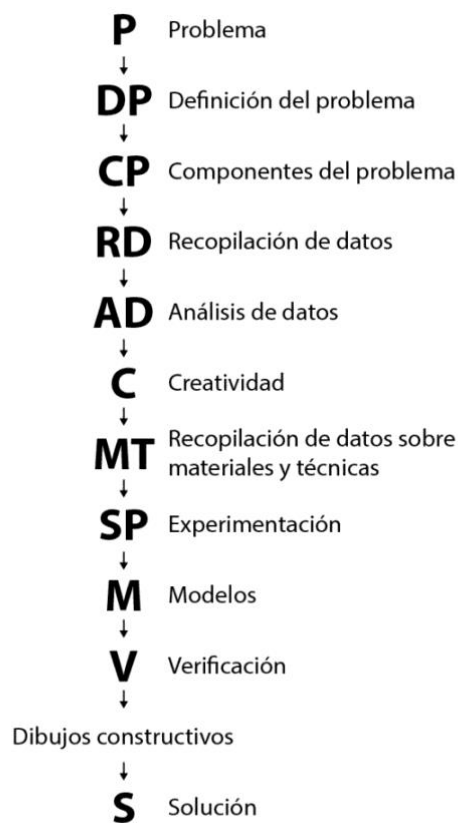 P Problema
DP Definición del problema
CP Componentes del problema
RD Recopilación de datos
AD Análisis de datos
C Creatividad
MT Recopilación de datos sobre
materiales y técnicas
SP Experimentación
M Modelos
V Verificación
Dibujos constructivos
S Solución